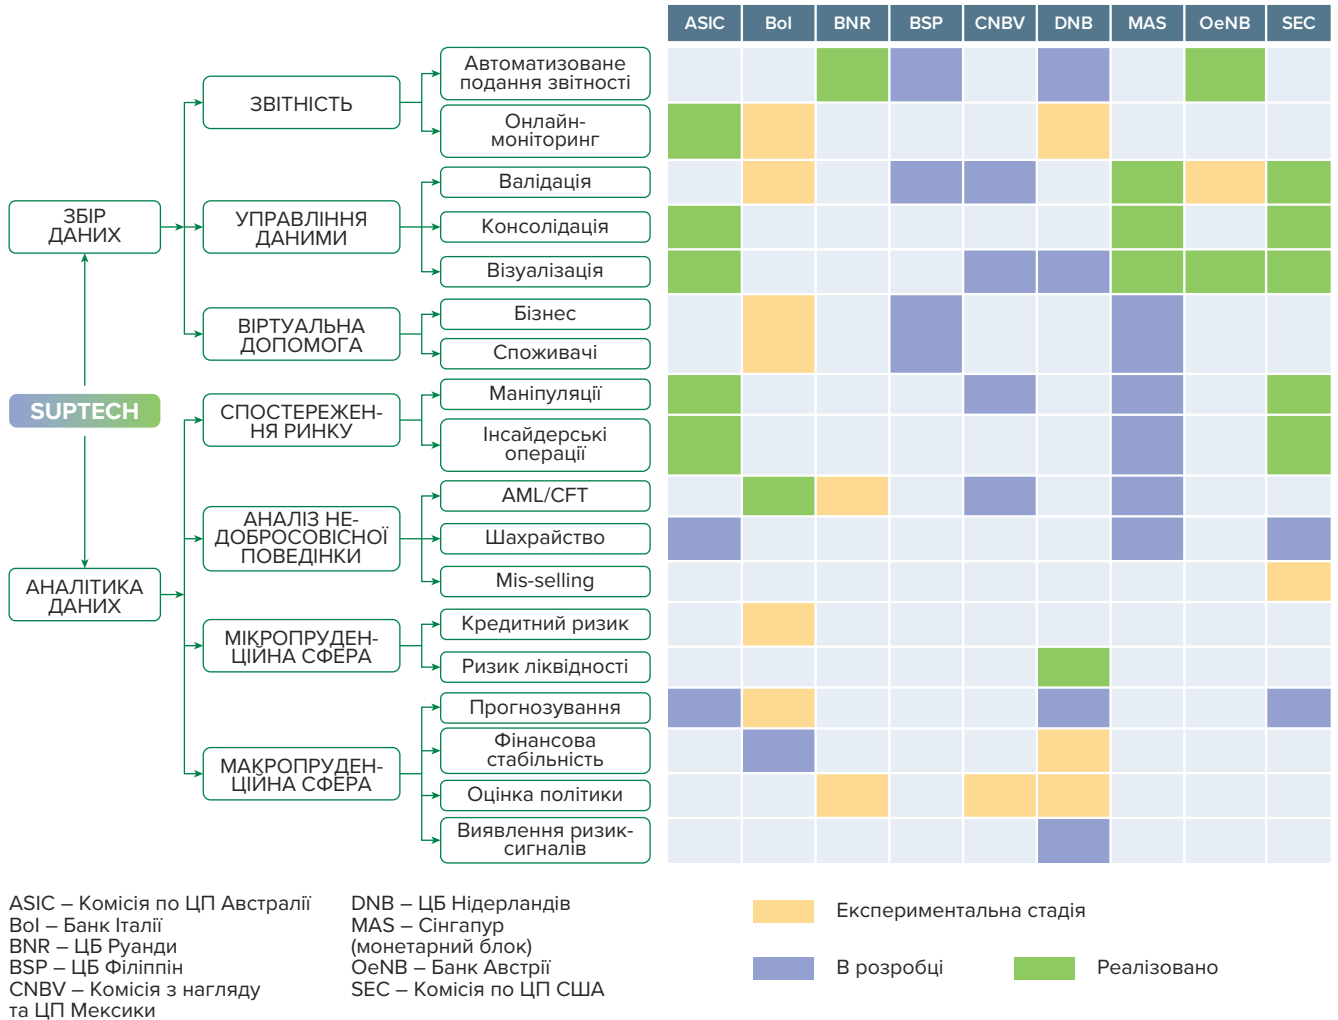 ASIC
BoI
BNR
BSP
CNBV
DNB
MAS
OeNB
SEC
SUPTECH
ЗБІР
ДАНИХ
ЗВІТНІСТЬ
Автоматизоване
подання звітності
Онлайн-
моніторинг
УПРАВЛІННЯ
ДАНИМИ
Валідація
Консолідація
Візуалізація
ВІРТУАЛЬНА
ДОПОМОГА
Бізнес
Споживачі
АНАЛІТИКА
ДАНИХ
СПОСТЕРЕЖЕН-
НЯ РИНКУ
Маніпуляції
Інсайдерські
операції
АНАЛІЗ НЕ-
ДОБРОСОВІСНОЇ
ПОВЕДІНКИ
AML/CFT
Шахрайство
Mis-selling
МІКРОПРУДЕН-
ЦІЙНА СФЕРА
Кредитний ризик
Ризик ліквідності
МАКРОПРУДЕН-
ЦІЙНА СФЕРА
Прогнозування
Фінансова
стабільність
Оцінка політики
Виявлення ризик-
сигналів
ASIC – Комісія по ЦП Австралії
BoI – Банк Італії
BNR – ЦБ Руанди
BSP – ЦБ Філіппін
CNBV – Комісія з нагляду
та ЦП Мексики
DNB – ЦБ Нідерландів
MAS – Сінгапур
(монетарний блок)
OeNB – Банк Австрії
SEC – Комісія по ЦП США
Експериментальна стадія
В розробці
Реалізовано